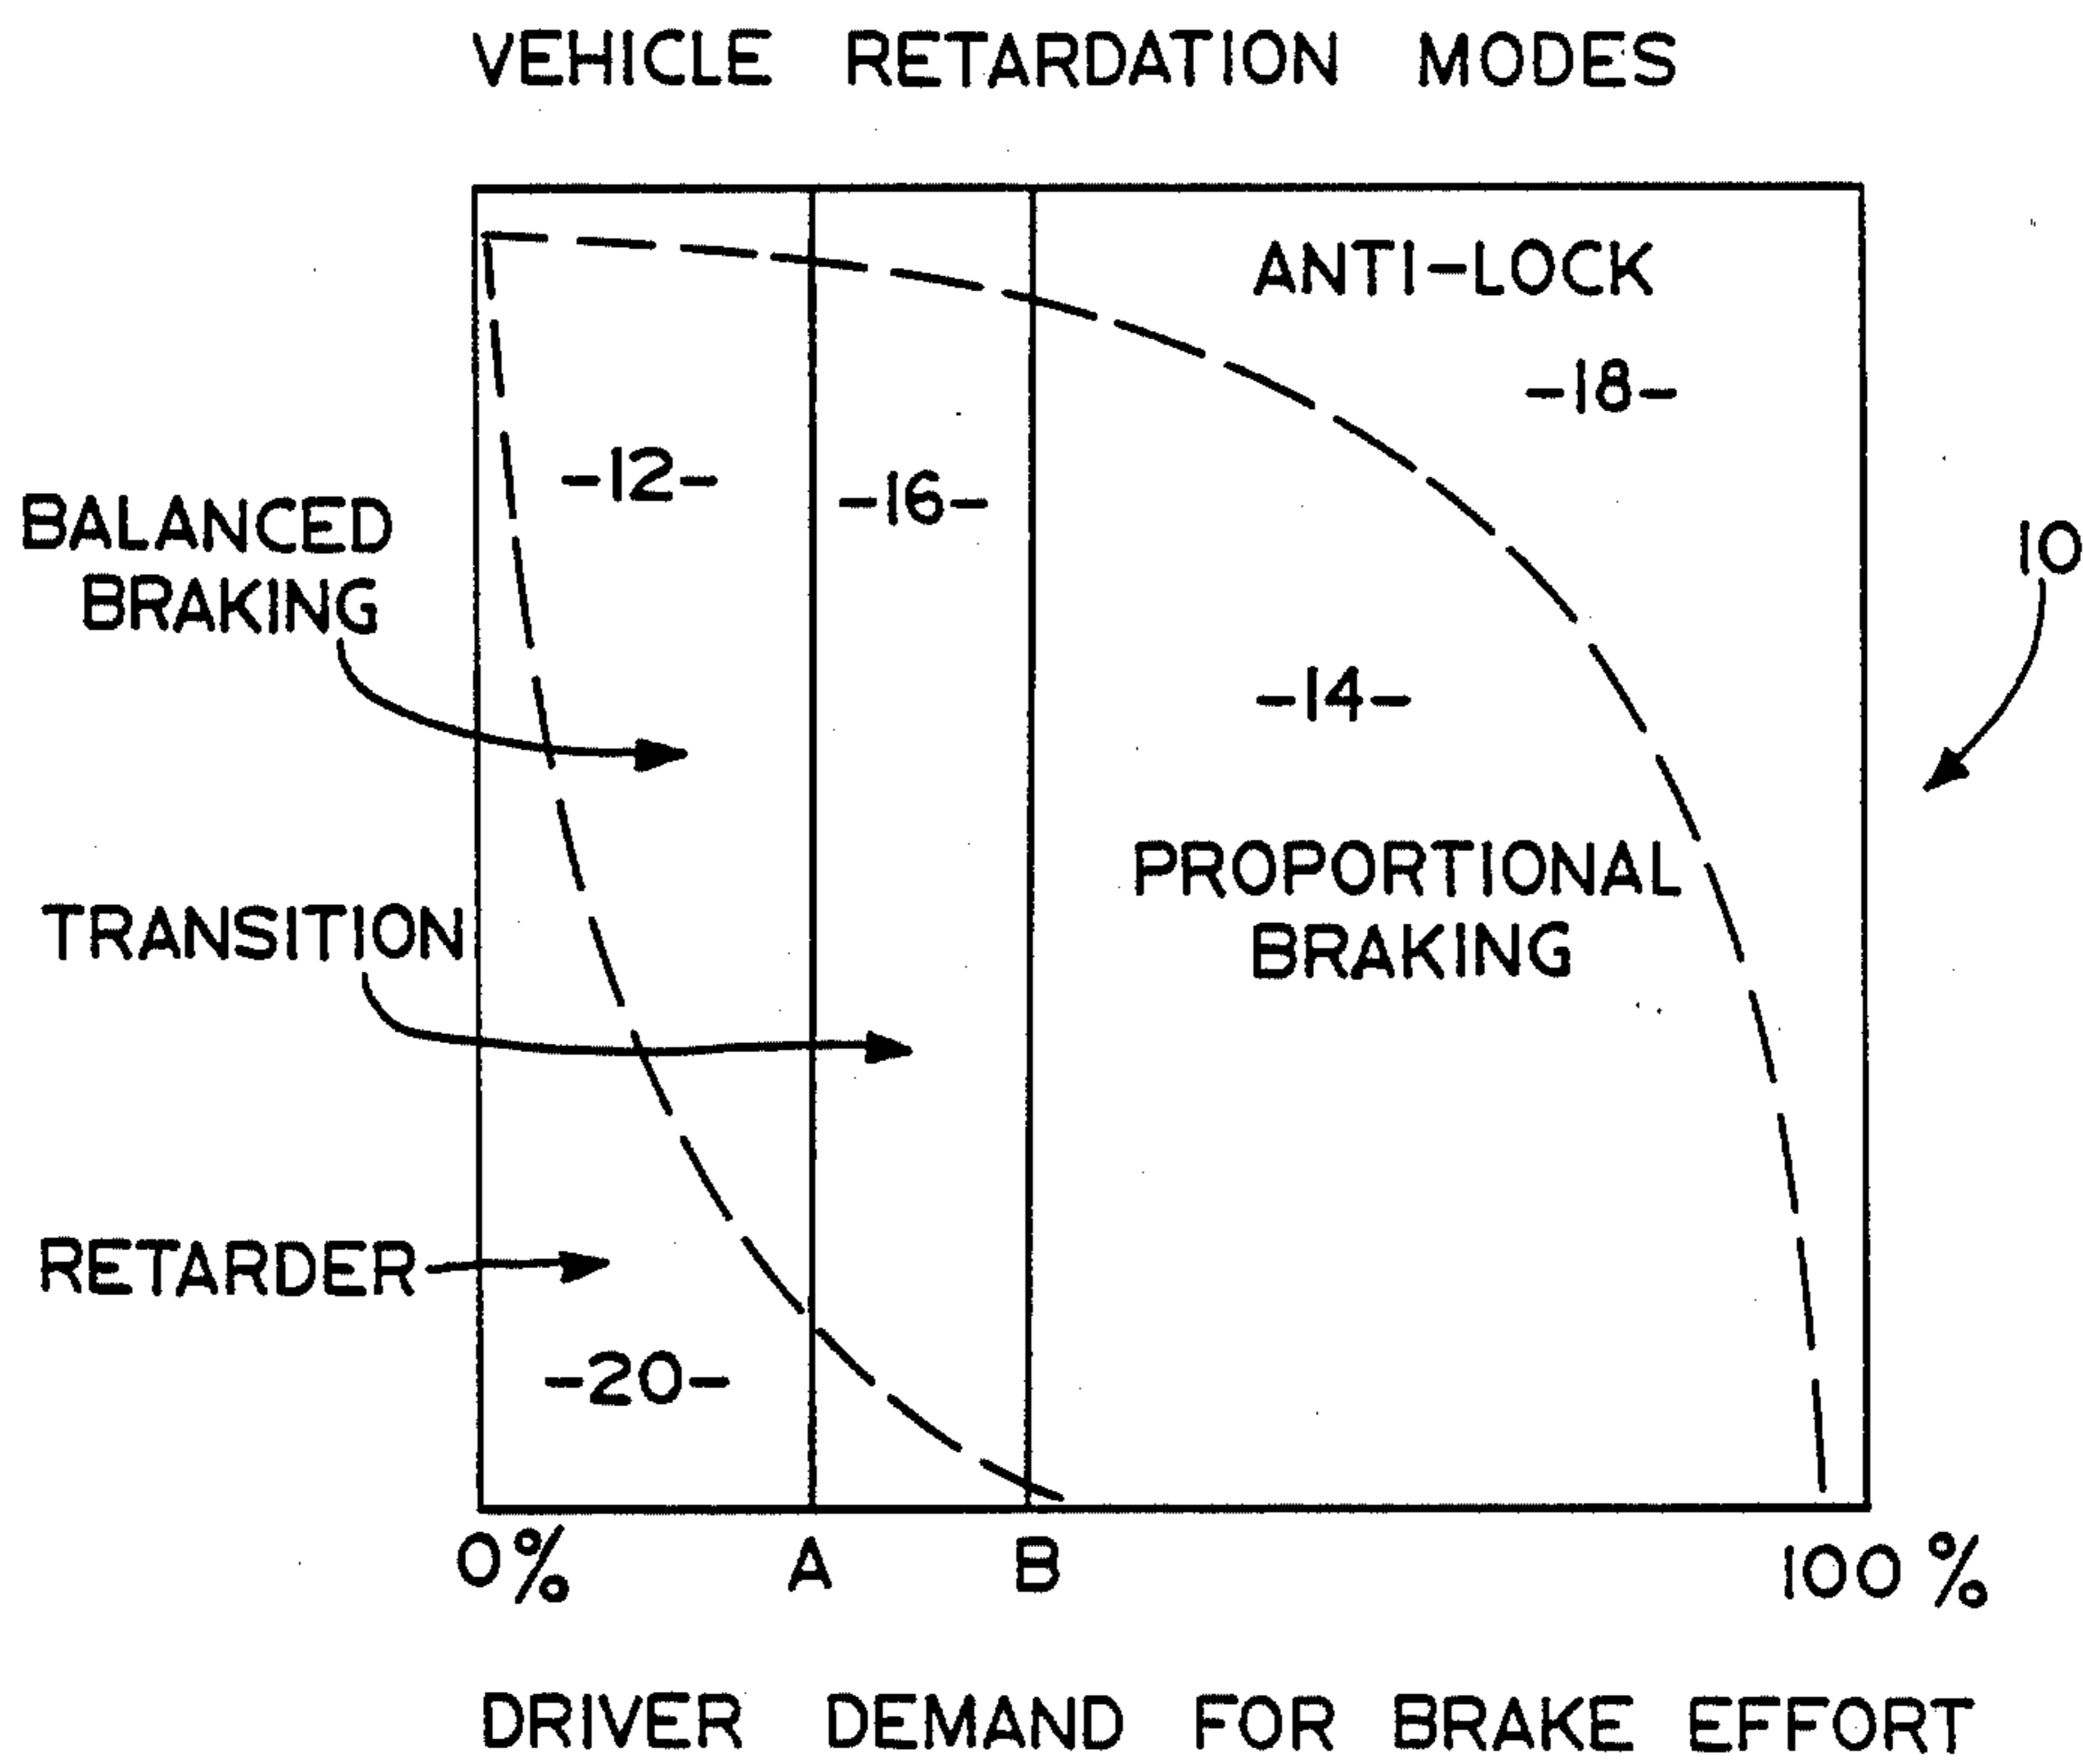 VEHICLE RETARDATION MODES
ANTI-LOCK
-18-
-12-
-16-
BALANCED
BRAKING
10
-14-
PROPORTIONAL
BRAKING
TRANSITION
RETARDER
-20-
0% A B 100%
DRIVER DEMAND FOR BRAKE EFFORT